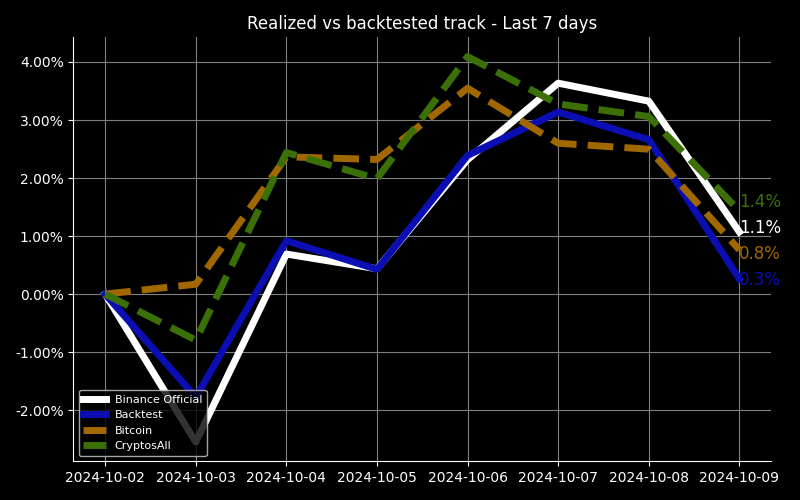 Realized vs backtested track - Last 7 days
4.00%
3.00%
2.00%
1.00%
0.00%
-1.00%
-2.00%
1.4%
1.1%
0.8%
0.3%
Binance Official
Backtest
Bitcoin
CryptosAll
2024-10-02 2024-10-03 2024-10-04 2024-10-05 2024-10-06 2024-10-07 2024-10-08 2024-10-09